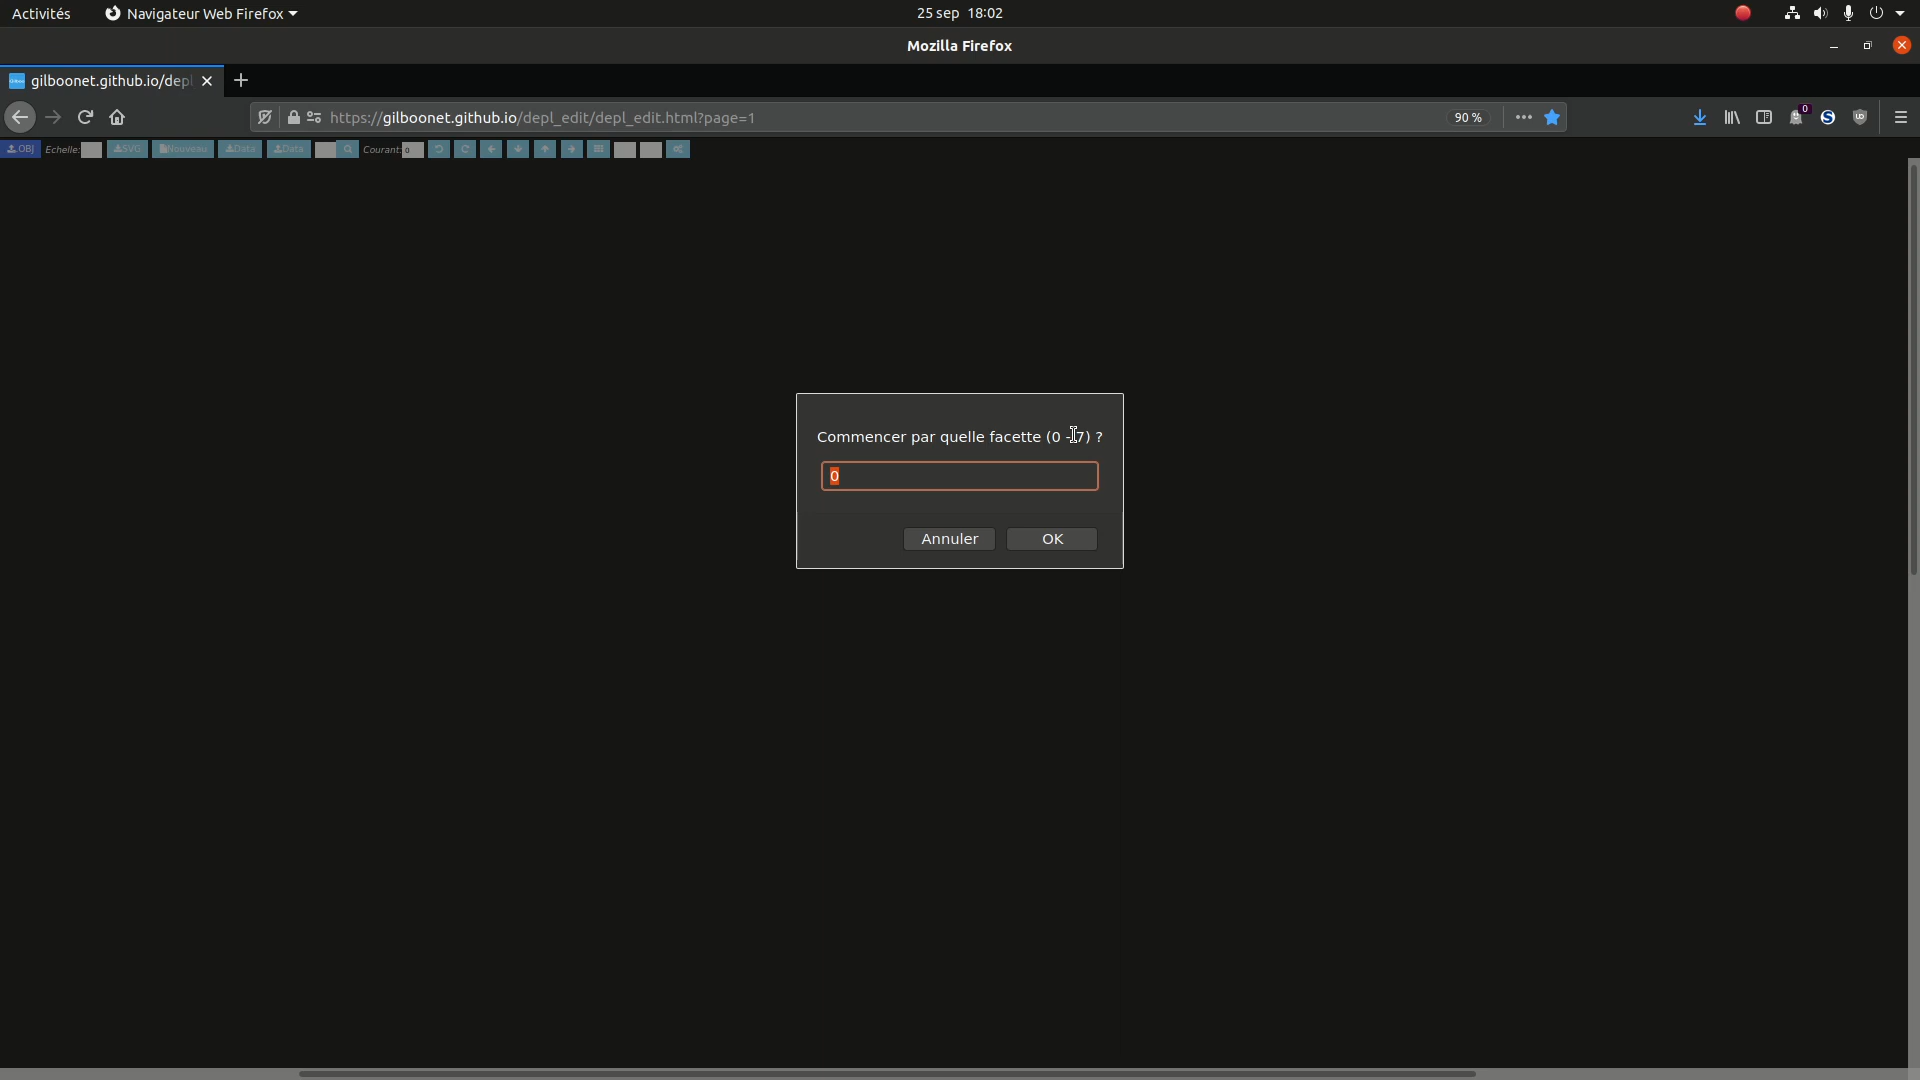 Activités Navigateur Web Firefox 25 sep 18:02
Mozilla Firefox
gilboonet.github.io/depl
https://gilboonet.github.io/depl_edit/depl_edit.html?page=1 90 % 0
OBJ Echelle: SVG Nouveau Data Data Courant: 0
Commencer par quelle facette (0 - 7) ?
0
Annuler OK